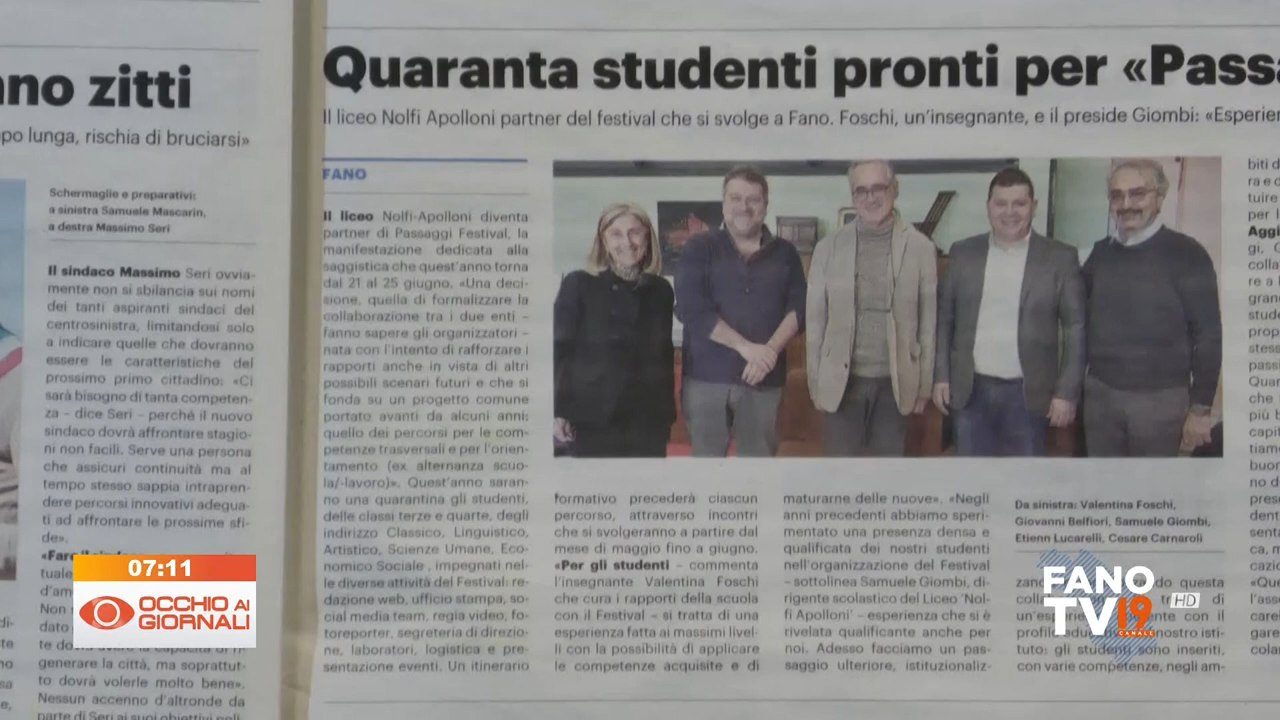 no zitti
po lunga, rischia di bruciarsi»
Schermaglie e preparativi:
a sinistra Samuele Mascarin,
a destra Massimo Seri
Il sindaco Massimo Seri ovvia-
mente non si sbilancia sui nomi
dei tanti aspiranti sindaci del
centrosinistra, limitandosi solo
a indicare quelle che dovranno
essere le caratteristiche del
prossimo primo cittadino: «Ci
sarà bisogno di tanta competen-
za – dice Seri – perché il nuovo
sindaco dovrà affrontare stagio-
ni non facili. Serve una persona
che assicuri continuità ma al
tempo stesso sappia intrapren-
dere percorsi innovativi adegua-
ti ad affrontare le prossime sfi-
de».
generare la città, ma soprattut-
to dovrà volerle molto bene».
Nessun accenno d'altronde da
parte di Seri ai suoi obiettivi
Quaranta studenti pronti per «Passa
Il liceo Nolfi Apolloni partner del festival che si svolge a Fano. Foschi, un'insegnante, e il preside Giombi: «Esperien
FANO
Il liceo Nolfi-Apolloni diventa
partner di Passaggi Festival, la
manifestazione dedicata alla
saggistica che quest'anno torna
dal 21 al 25 giugno. «Una deci-
sione, quella di formalizzare la
collaborazione tra i due enti –
fanno sapere gli organizzatori –
nata con l'intento di rafforzare i
rapporti anche in vista di altri
possibili scenari futuri e che si
fonda su un progetto comune
portato avanti da alcuni anni:
quello dei percorsi per le com-
petenze trasversali e per l'orien-
tamento (ex alternanza scuo-
la/-lavoro)». Quest'anno saran-
no una quarantina gli studenti,
delle classi terze e quarte, degli
indirizzo Classico, Linguistico,
Artistico, Scienze Umane, Eco-
nomico Sociale , impegnati nel-
le diverse attività del Festival: re-
dazione web, ufficio stampa, so-
cial media team, regia video, fo-
toreporter, segreteria di direzio-
ne, laboratori, logistica e pre-
sentazione eventi. Un itinerario
formativo precederà ciascun
percorso, attraverso incontri
che si svolgeranno a partire dal
mese di maggio fino a giugno.
«Per gli studenti – commenta
l'insegnante Valentina Foschi
che cura i rapporti della scuola
con il Festival – si tratto di una
esperienza fatta ai massimi livel-
li con la possibilità di applicare
le competenze acquisite e di
maturarne delle nuove». «Negli
anni precedenti abbiamo speri-
mentato una presenza densa e
qualificata dei nostri studenti
nell'organizzazione del Festival
– sottolinea Samuele Giombi, di-
rigente scolastico del Liceo 'Nol-
fi Apolloni' – esperienza che si è
rivelata qualificante anche per
noi. Adesso facciamo un pas-
saggio ulteriore, istituzionaliz-
Da sinistra: Valentina Foschi,
Giovanni Belfiori, Samuele Giombi,
Etienn Lucarelli, Cesare Carnaroli
tuto: gli studenti sono inseriti,
con varie competenze, negli am-
07:11
OCCHIO AI
GIORNALI
FANO
TV19 HD
CANALE